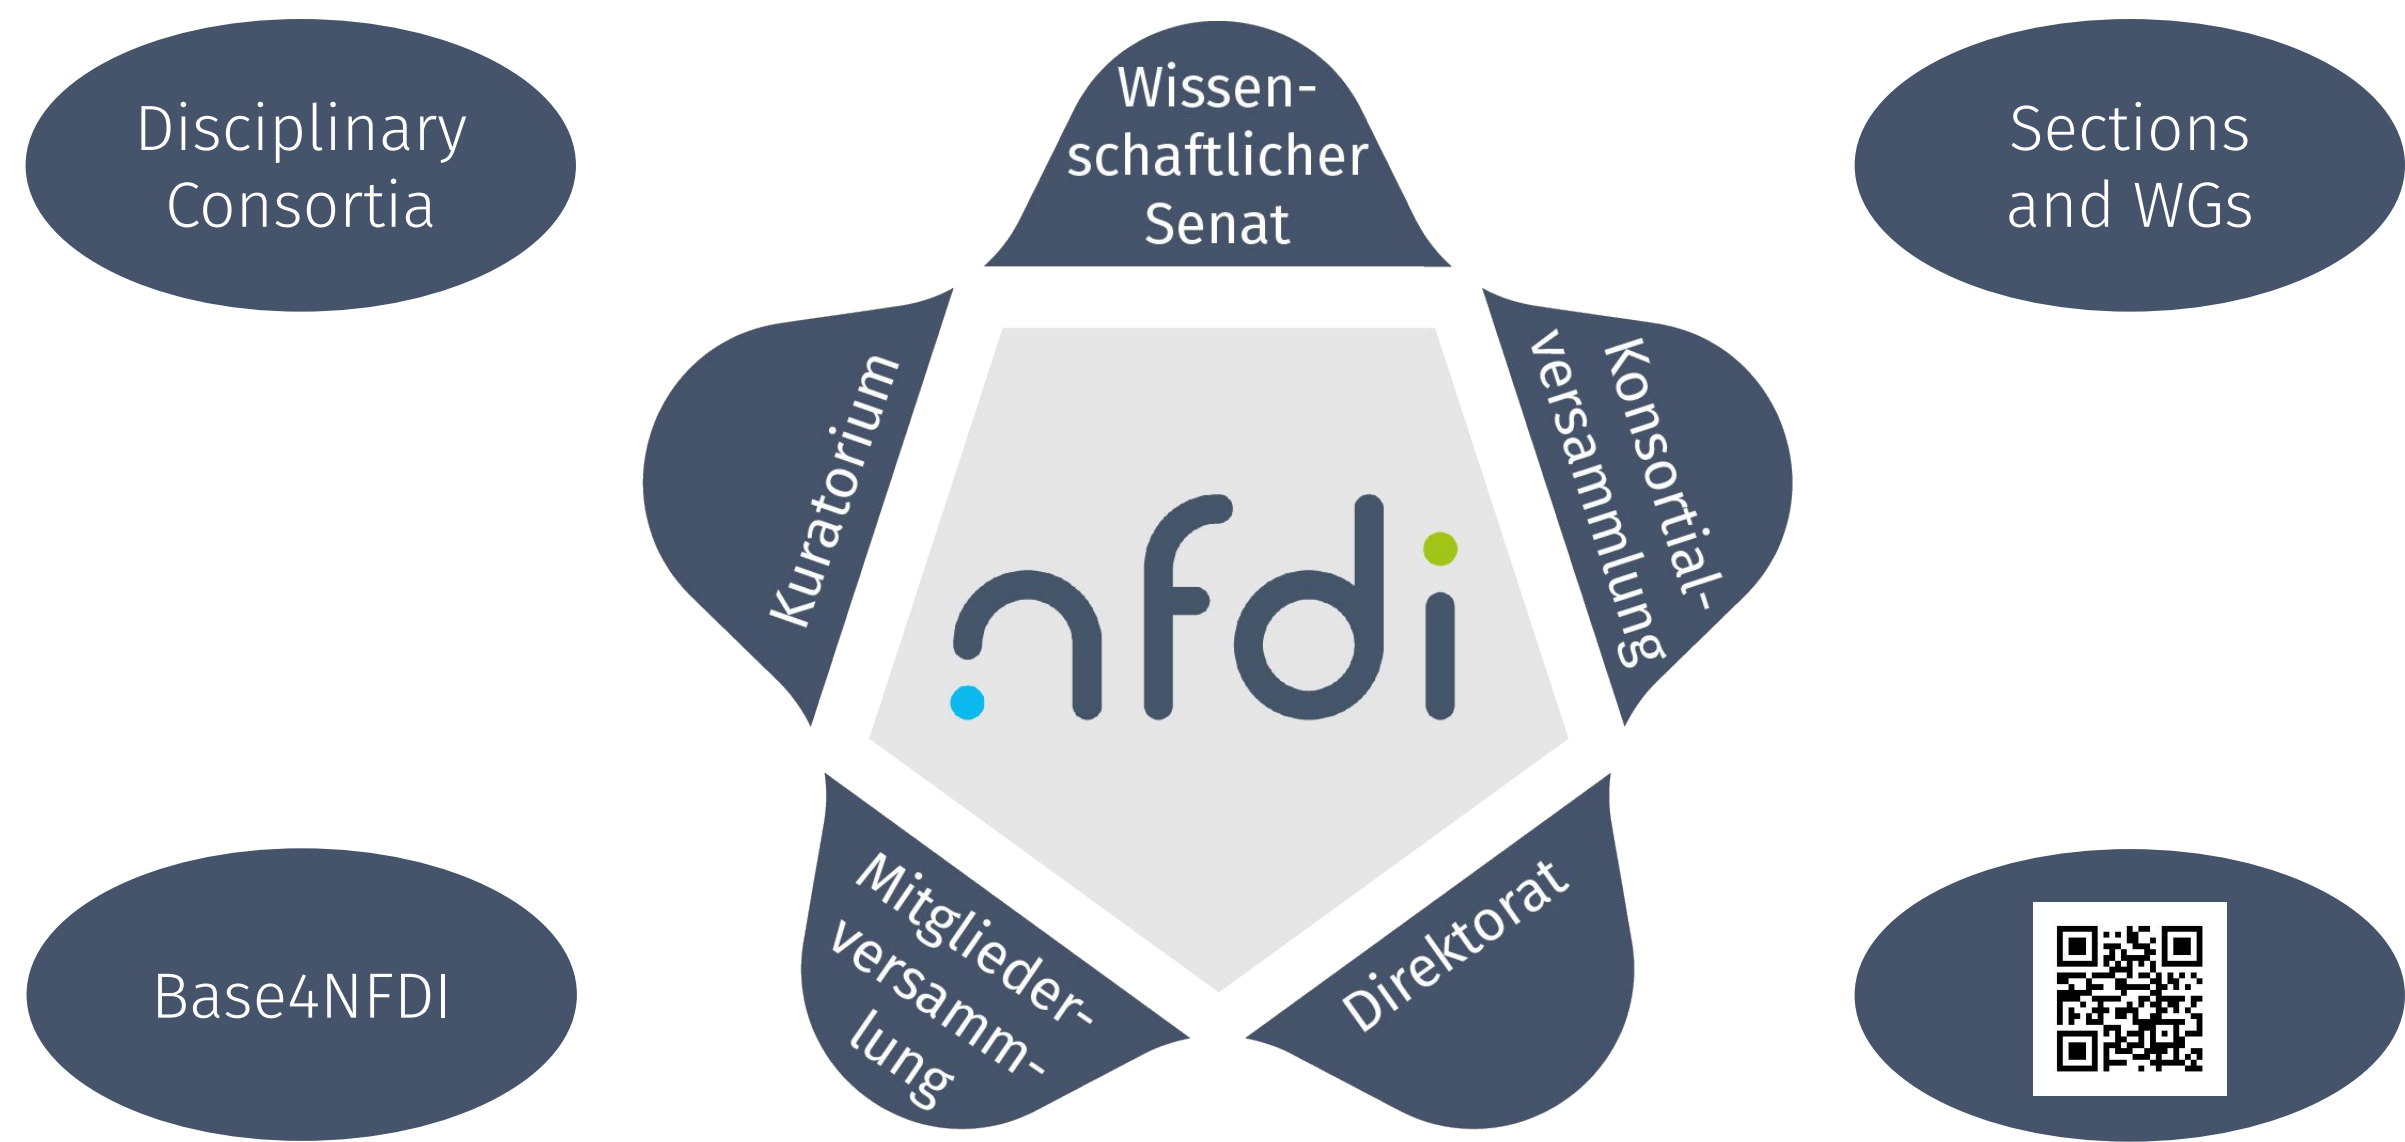 Disciplinary
Consortia
Wissen-
schaftlicher
Senat
Sections
and WGs
Kuratorium
Konsortial-
versammlung
nfdi
Mitglieder-
versamm-
lung
Direktorat
Base4NFDI